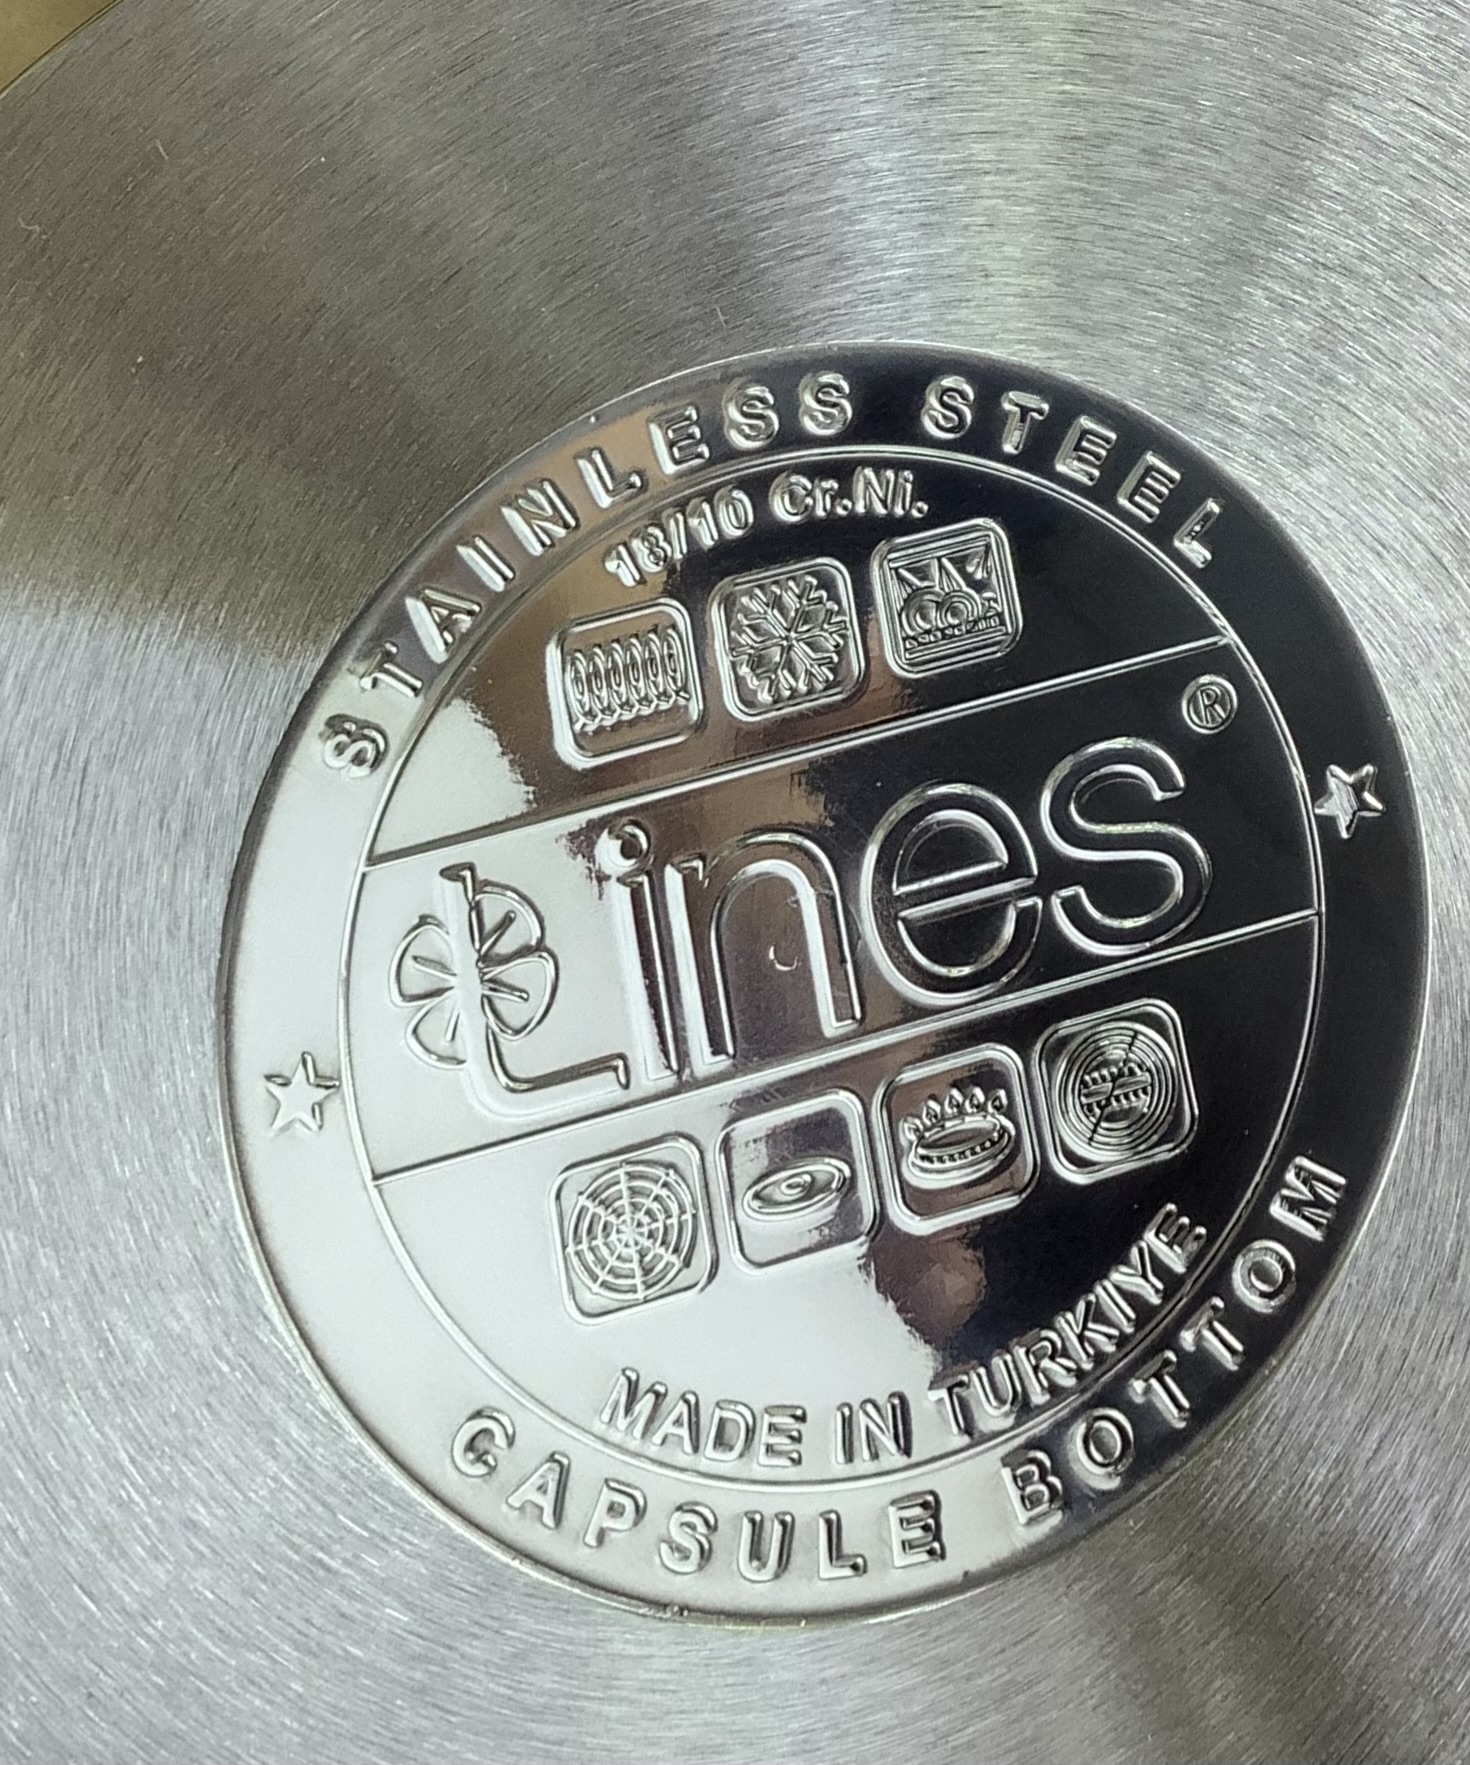 STAINLESS STEEL
18/10 Cr.Ni.
Lines®
MADE IN TURKIYE
CAPSULE BOTTOM